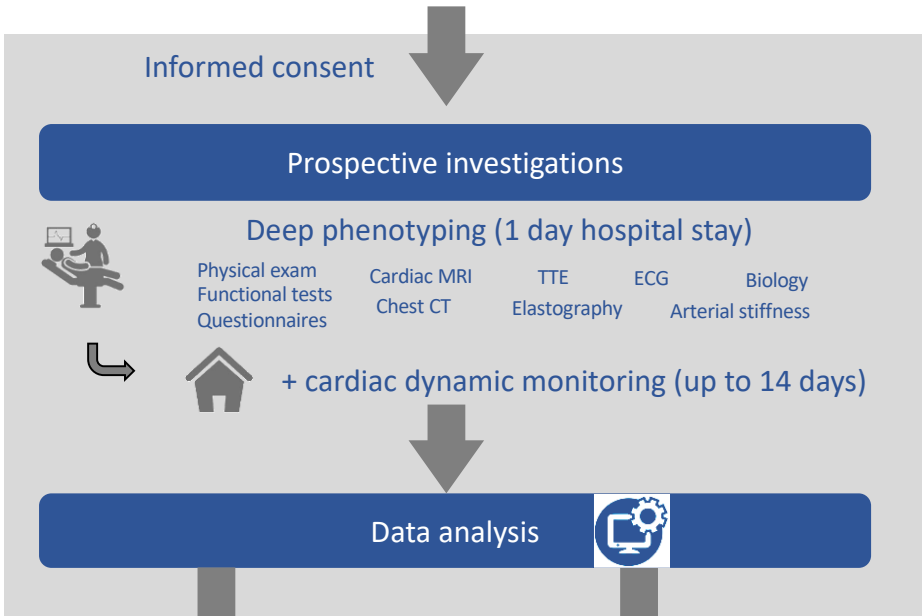 Informed consent
Prospective investigations
Deep phenotyping (1 day hospital stay)
Physical exam
Functional tests
Questionnaires
Cardiac MRI
Chest CT
TTE
Elastography
ECG
Biology
Arterial stiffness
+ cardiac dynamic monitoring (up to 14 days)
Data analysis